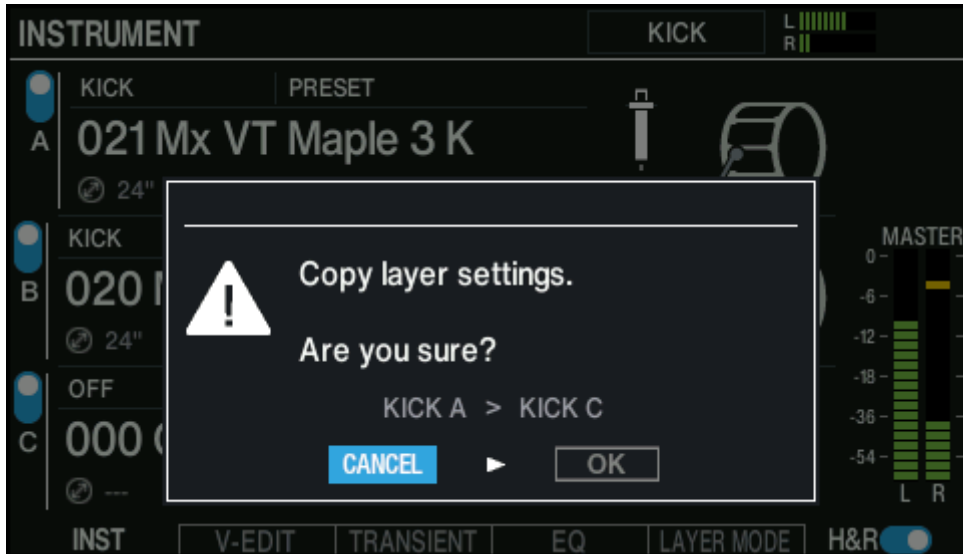 INSTRUMENT
KICK
L
R
KICK PRESET
A
021 Mx VT Maple 3 K
24"
KICK
B
020
24"
OFF
C
000
---
Copy layer settings.
Are you sure?
KICK A > KICK C
CANCEL ► OK
MASTER
0
-6
-12
-18
-36
-54
L R
INST V-EDIT TRANSIENT EQ LAYER MODE H&R